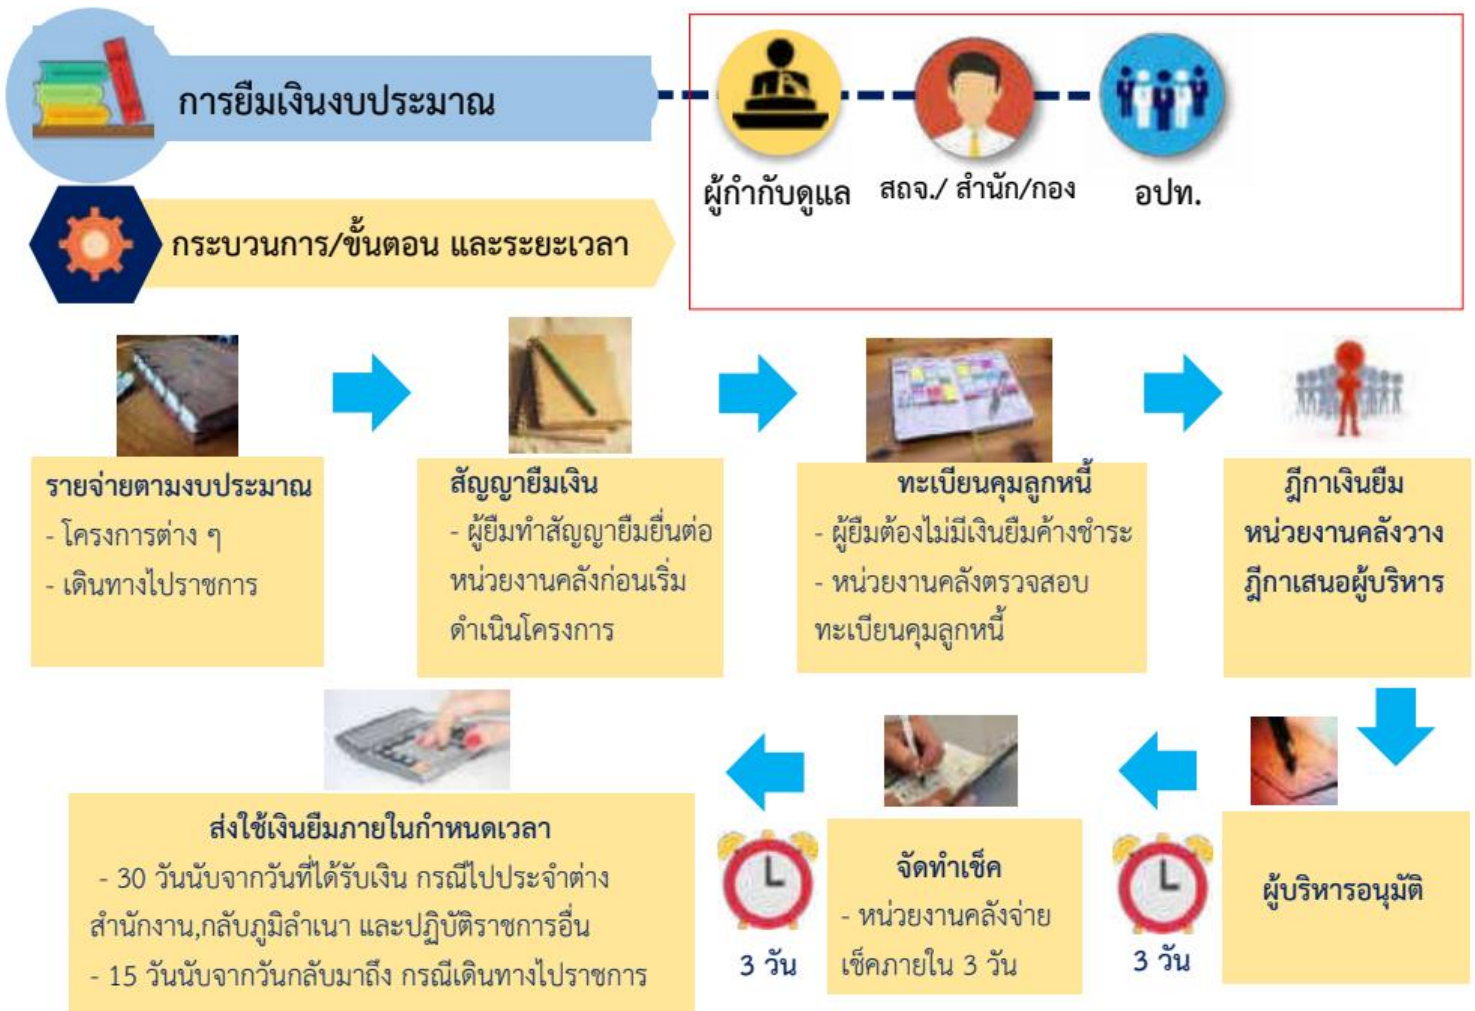 การยืมเงินงบประมาณ
ผู้กำกับดูแล
สถจ./ สำนัก/กอง
อปท.
กระบวนการ/ขั้นตอน และระยะเวลา
รายจ่ายตามงบประมาณ
- โครงการต่าง ๆ
- เดินทางไปราชการ
สัญญายืมเงิน
- ผู้ยืมทำสัญญายืมยื่นต่อ
หน่วยงานคลังก่อนเริ่ม
ดำเนินโครงการ
ทะเบียนคุมลูกหนี้
- ผู้ยืมต้องไม่มีเงินยืมค้างชำระ
- หน่วยงานคลังตรวจสอบ
ทะเบียนคุมลูกหนี้
ฎีกาเงินยืม
หน่วยงานคลังวาง
ฎีกาเสนอผู้บริหาร
ผู้บริหารอนุมัติ
3 วัน
จัดทำเช็ค
- หน่วยงานคลังจ่าย
เช็คภายใน 3 วัน
3 วัน
ส่งใช้เงินยืมภายในกำหนดเวลา
- 30 วันนับจากวันที่ได้รับเงิน กรณีไปประจำต่าง
สำนักงาน,กลับภูมิลำเนา และปฏิบัติราชการอื่น
- 15 วันนับจากวันกลับมาถึง กรณีเดินทางไปราชการ